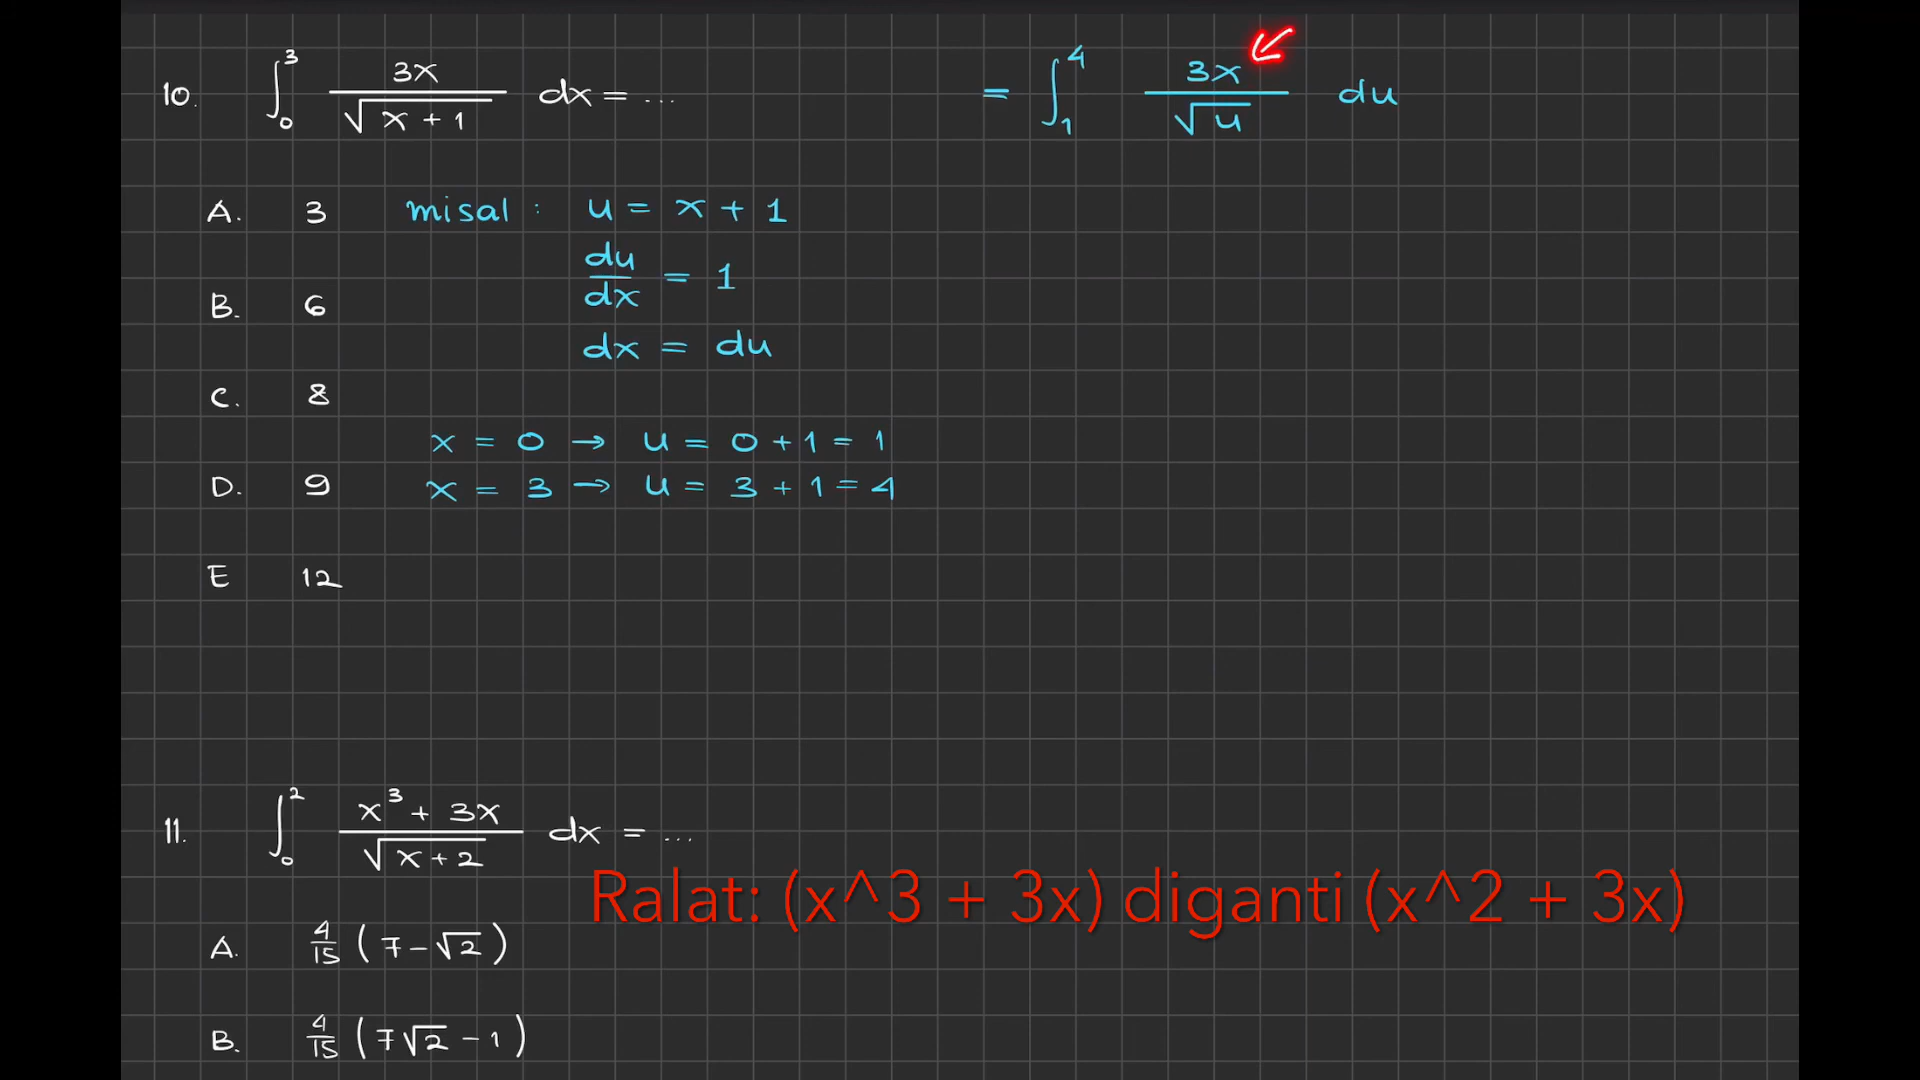 10. ∫₀³ 3x / √(x + 1) dx = ...
= ∫₁⁴ 3x / √u du
A. 3
misal : u = x + 1
du/dx = 1
B. 6
dx = du
C. 8
x = 0 → u = 0 + 1 = 1
D. 9
x = 3 → u = 3 + 1 = 4
E 12
11. ∫₀² (x³ + 3x) / √(x + 2) dx = ...
Ralat: (x^3 + 3x) diganti (x^2 + 3x)
A. 4/15 (7 - √2)
B. 4/15 (7√2 - 1)